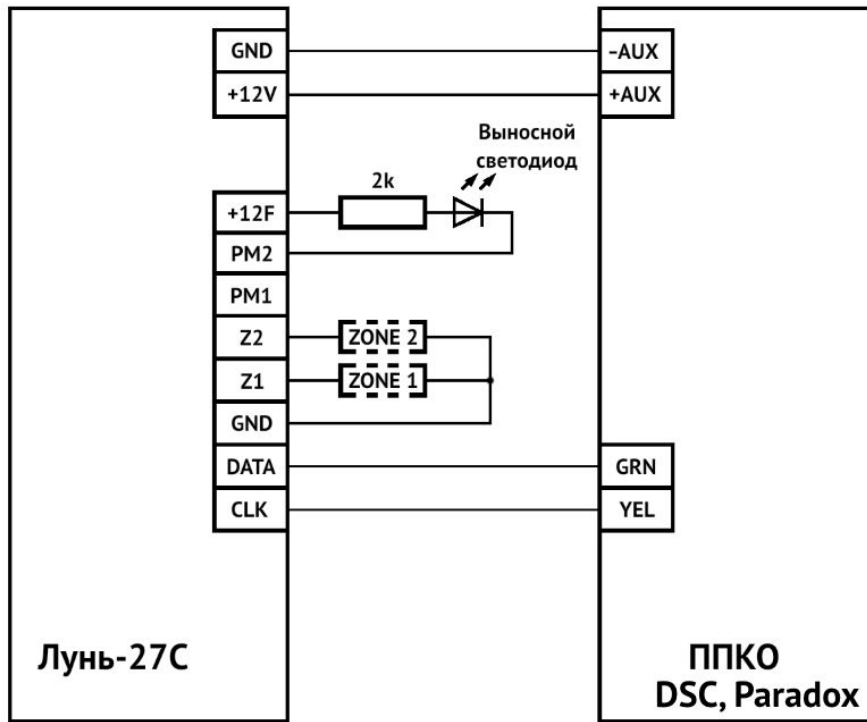 GND
-AUX
+12V
+AUX
Выносной
светодиод
2k
+12F
PM2
PM1
Z2
ZONE 2
Z1
ZONE 1
GND
DATA
GRN
CLK
YEL
Лунь-27С
ППКО
DSC, Paradox